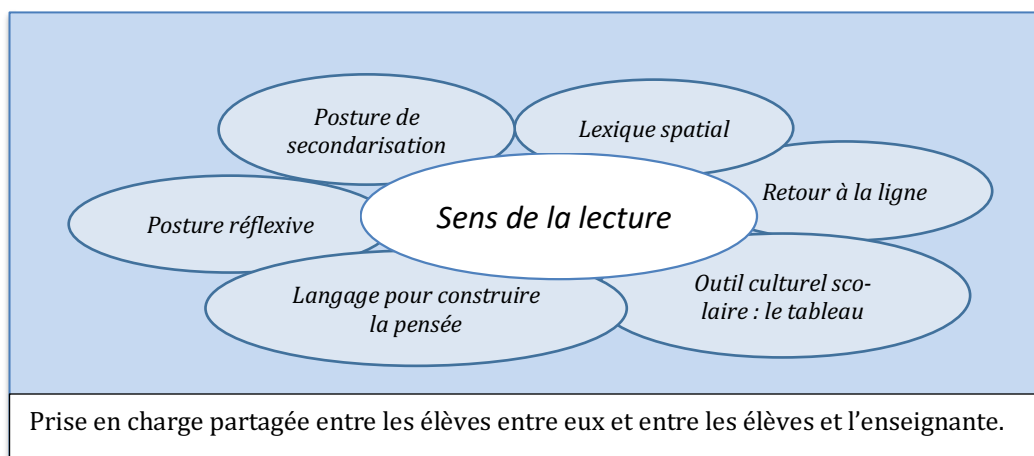 Posture de
secondarisation
Lexique spatial
Retour à la ligne
Posture réflexive
Sens de la lecture
Langage pour construire
la pensée
Outil culturel sco-
laire : le tableau
Prise en charge partagée entre les élèves entre eux et entre les élèves et l’enseignante.